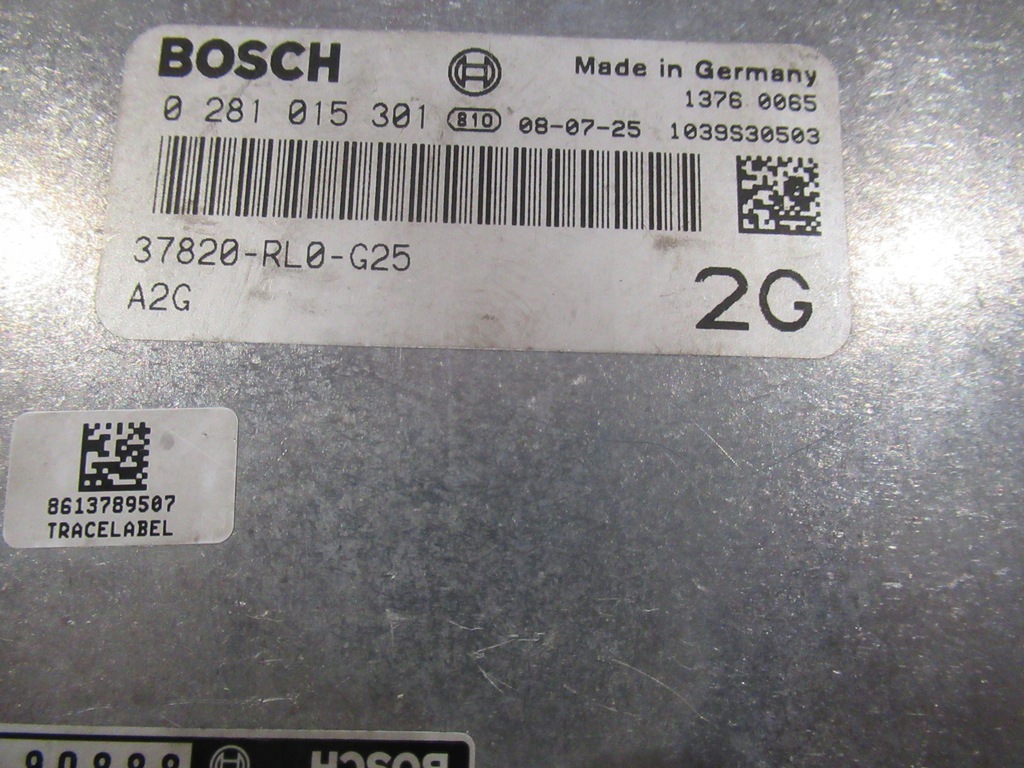 BOSCH
Made in Germany
1376 0065
0 281 015 301 810 08-07-25 1039S30503
37820-RL0-G25
A2G
2G
8613789507
TRACELABEL
BOSCH